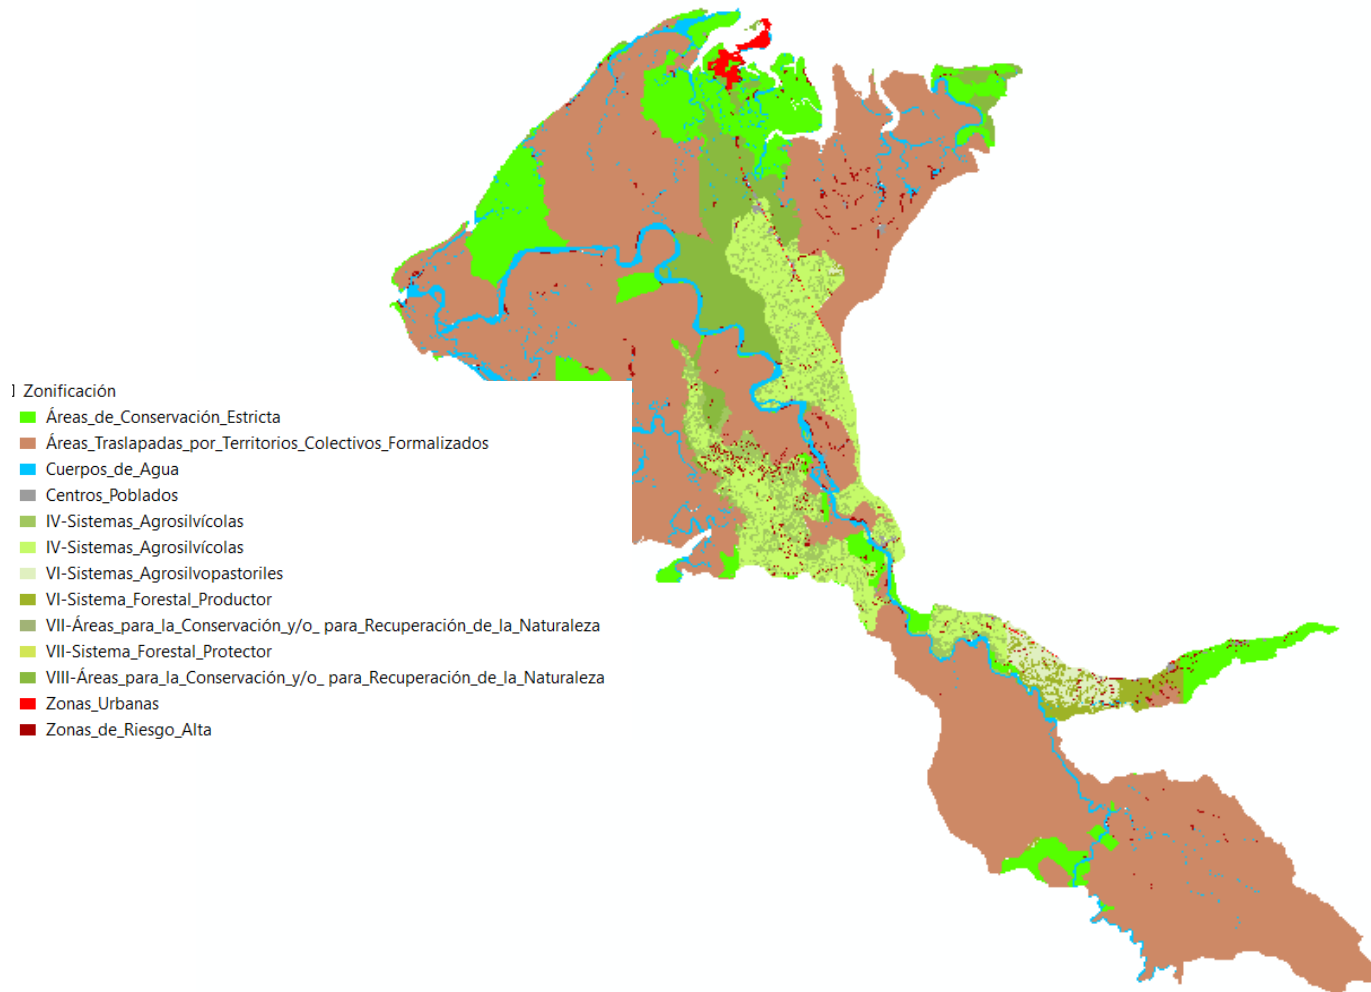 Zonificación
Áreas_de_Conservación_Estricta
Áreas_Traslapadas_por_Territorios_Colectivos_Formalizados
Cuerpos_de_Agua
Centros_Poblados
IV-Sistemas_Agrosilvícolas
IV-Sistemas_Agrosilvícolas
VI-Sistemas_Agrosilvopastoriles
VI-Sistema_Forestal_Productor
VII-Áreas_para_la_Conservación_y/o_ para_Recuperación_de_la_Naturaleza
VII-Sistema_Forestal_Protector
VIII-Áreas_para_la_Conservación_y/o_ para_Recuperación_de_la_Naturaleza
Zonas_Urbanas
Zonas_de_Riesgo_Alta